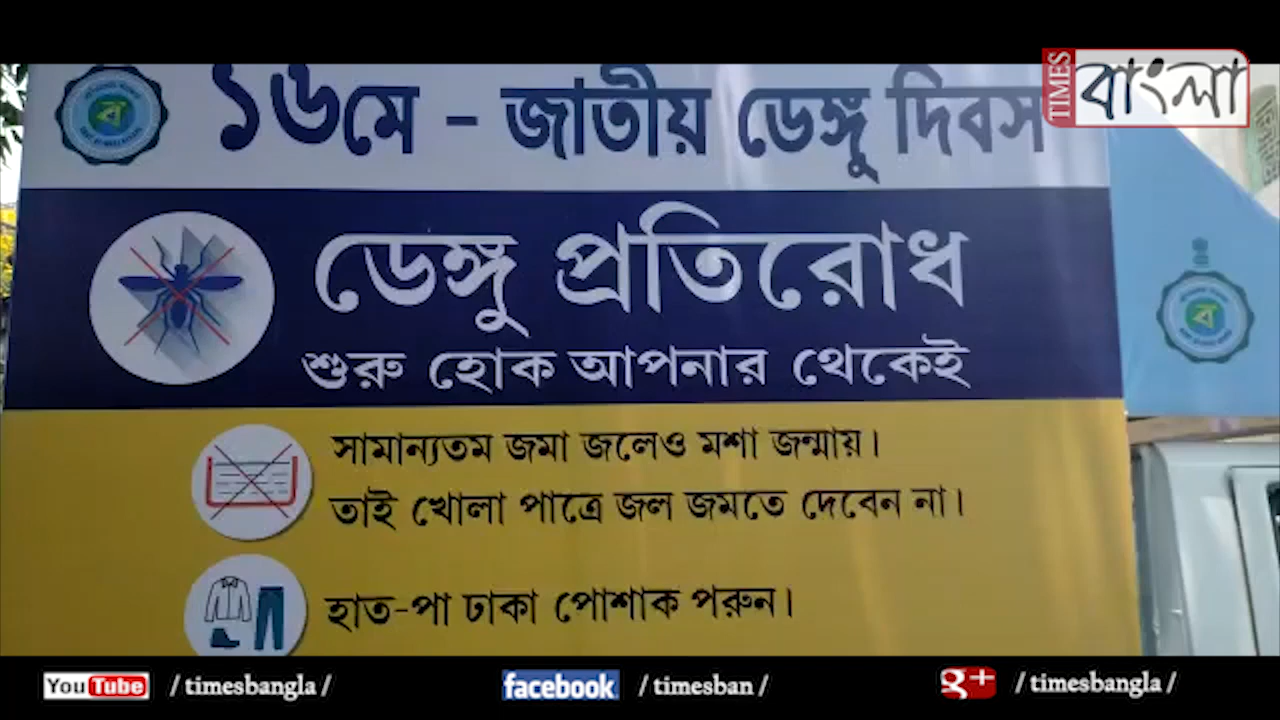 TIMES বাংলা
ব
১৬মে - জাতীয় ডেঙ্গু দিবস
ডেঙ্গু প্রতিরোধ
শুরু হোক আপনার থেকেই
ব
সামান্যতম জমা জলেও মশা জন্মায়।
তাই খোলা পাত্রে জল জমতে দেবেন না।
হাত-পা ঢাকা পোশাক পরুন।
YouTube / timesbangla /
facebook / timesban /
g+ / timesbangla /